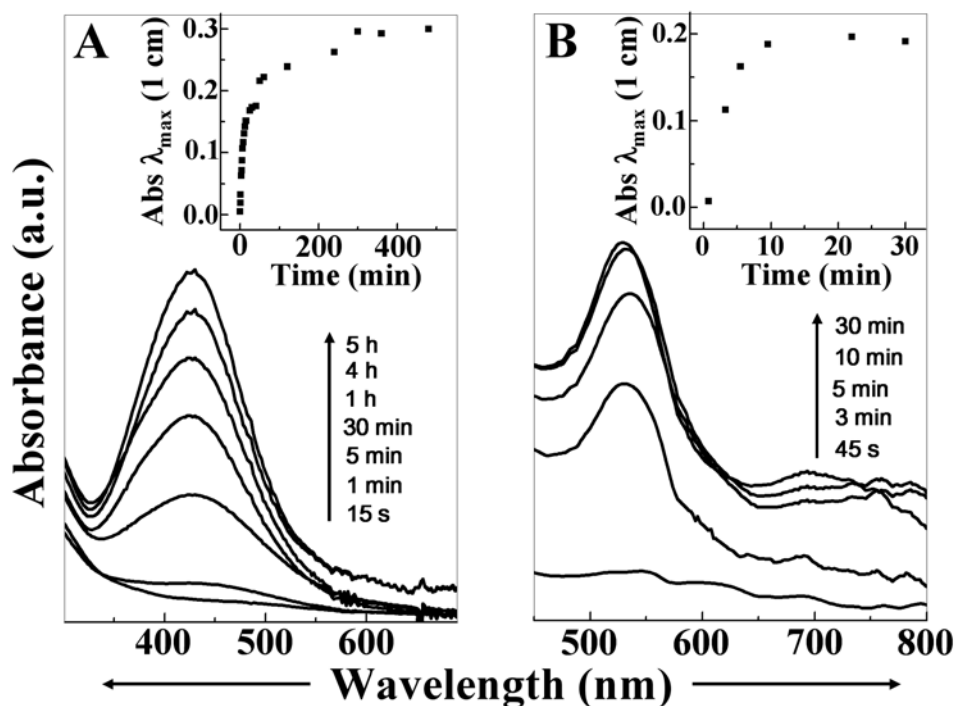 A
Abs λmax (1 cm)
0.3
0.2
0.1
0.0
0 200 400
Time (min)
B
Abs λmax (1 cm)
0.2
0.1
0.0
0 10 20 30
Time (min)
Absorbance (a.u.)
5 h
4 h
1 h
30 min
5 min
1 min
15 s
30 min
10 min
5 min
3 min
45 s
400 500 600
500 600 700 800
Wavelength (nm)